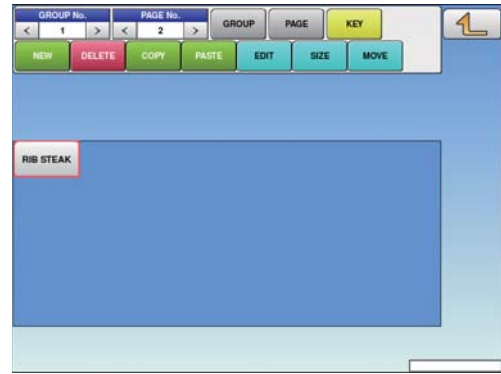 GROUP No. PAGE No.
< 1 > < 2 > GROUP PAGE KEY
NEW DELETE COPY PASTE EDIT SIZE MOVE
RIB STEAK